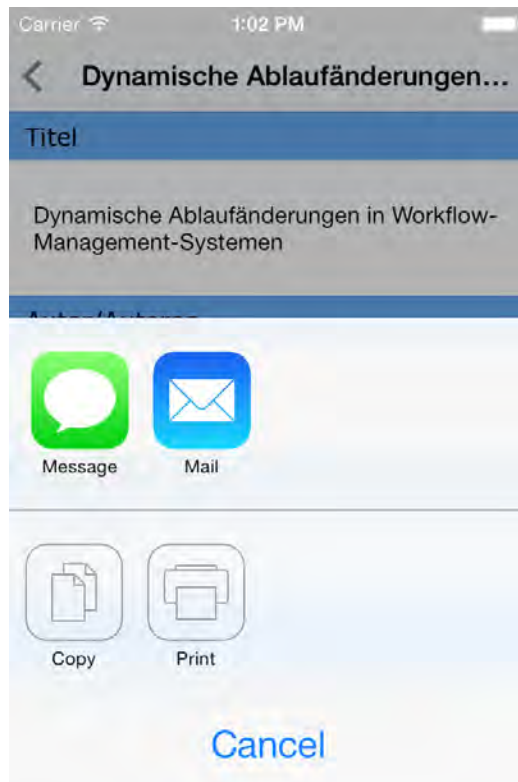 Carrier 1:02 PM
Dynamische Ablaufänderungen...
Titel
Dynamische Ablaufänderungen in Workflow-
Management-Systemen
Message Mail
Copy Print
Cancel